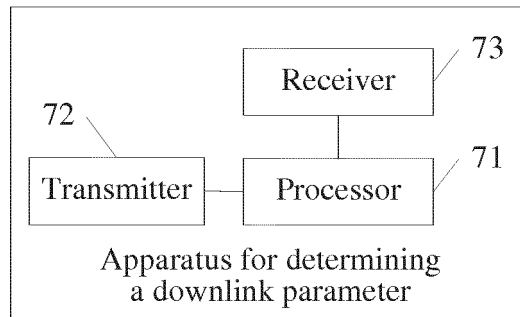 73
Receiver
72
71
Transmitter
Processor
Apparatus for determining
a downlink parameter